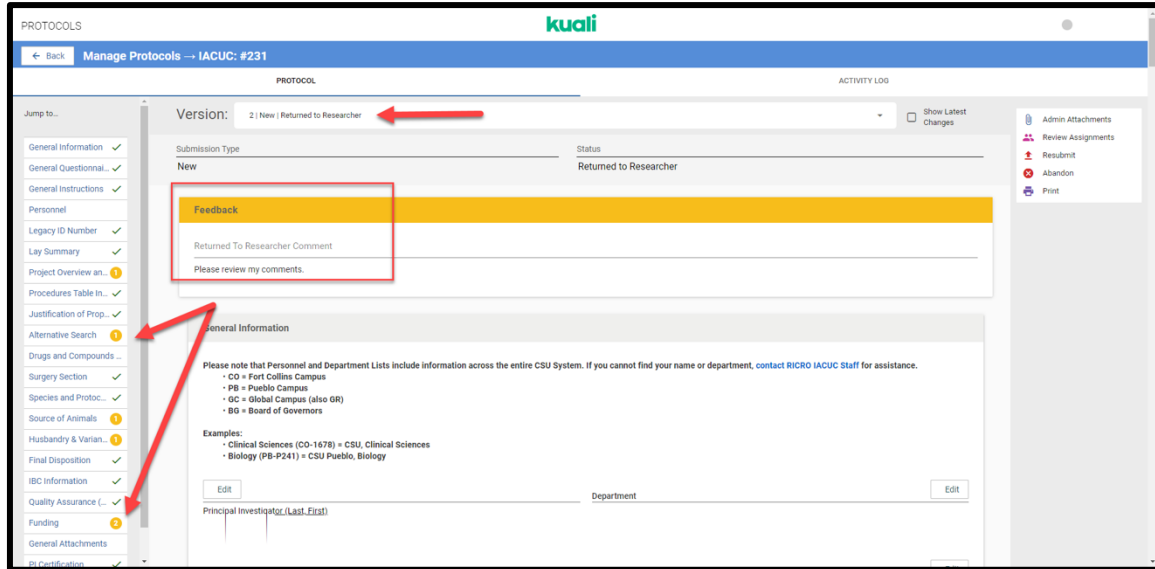 PROTOCOLS
kuali
← Back Manage Protocols → IACUC: #231
PROTOCOL
ACTIVITY LOG
Jump to...
General Information
General Questionnai...
General Instructions
Personnel
Legacy ID Number
Lay Summary
Project Overview an... 1
Procedures Table In...
Justification of Prop...
Alternative Search 1
Drugs and Compounds ...
Surgery Section
Species and Protoc...
Source of Animals 1
Husbandry & Varian... 1
Final Disposition
IBC Information
Quality Assurance (...
Funding 2
General Attachments
PI Certification
Version: 2 | New | Returned to Researcher
Show Latest
Changes
Submission Type
New
Status
Returned to Researcher
Feedback
Returned To Researcher Comment
Please review my comments.
General Information
Please note that Personnel and Department Lists include information across the entire CSU System. If you cannot find your name or department, contact RICRO IACUC Staff for assistance.
• CO = Fort Collins Campus
• PB = Pueblo Campus
• GC = Global Campus (also GR)
• BG = Board of Governors
Examples:
• Clinical Sciences (CO-1678) = CSU, Clinical Sciences
• Biology (PB-P241) = CSU Pueblo, Biology
Edit
Principal Investigator (Last, First)
Department
Edit
Admin Attachments
Review Assignments
Resubmit
Abandon
Print